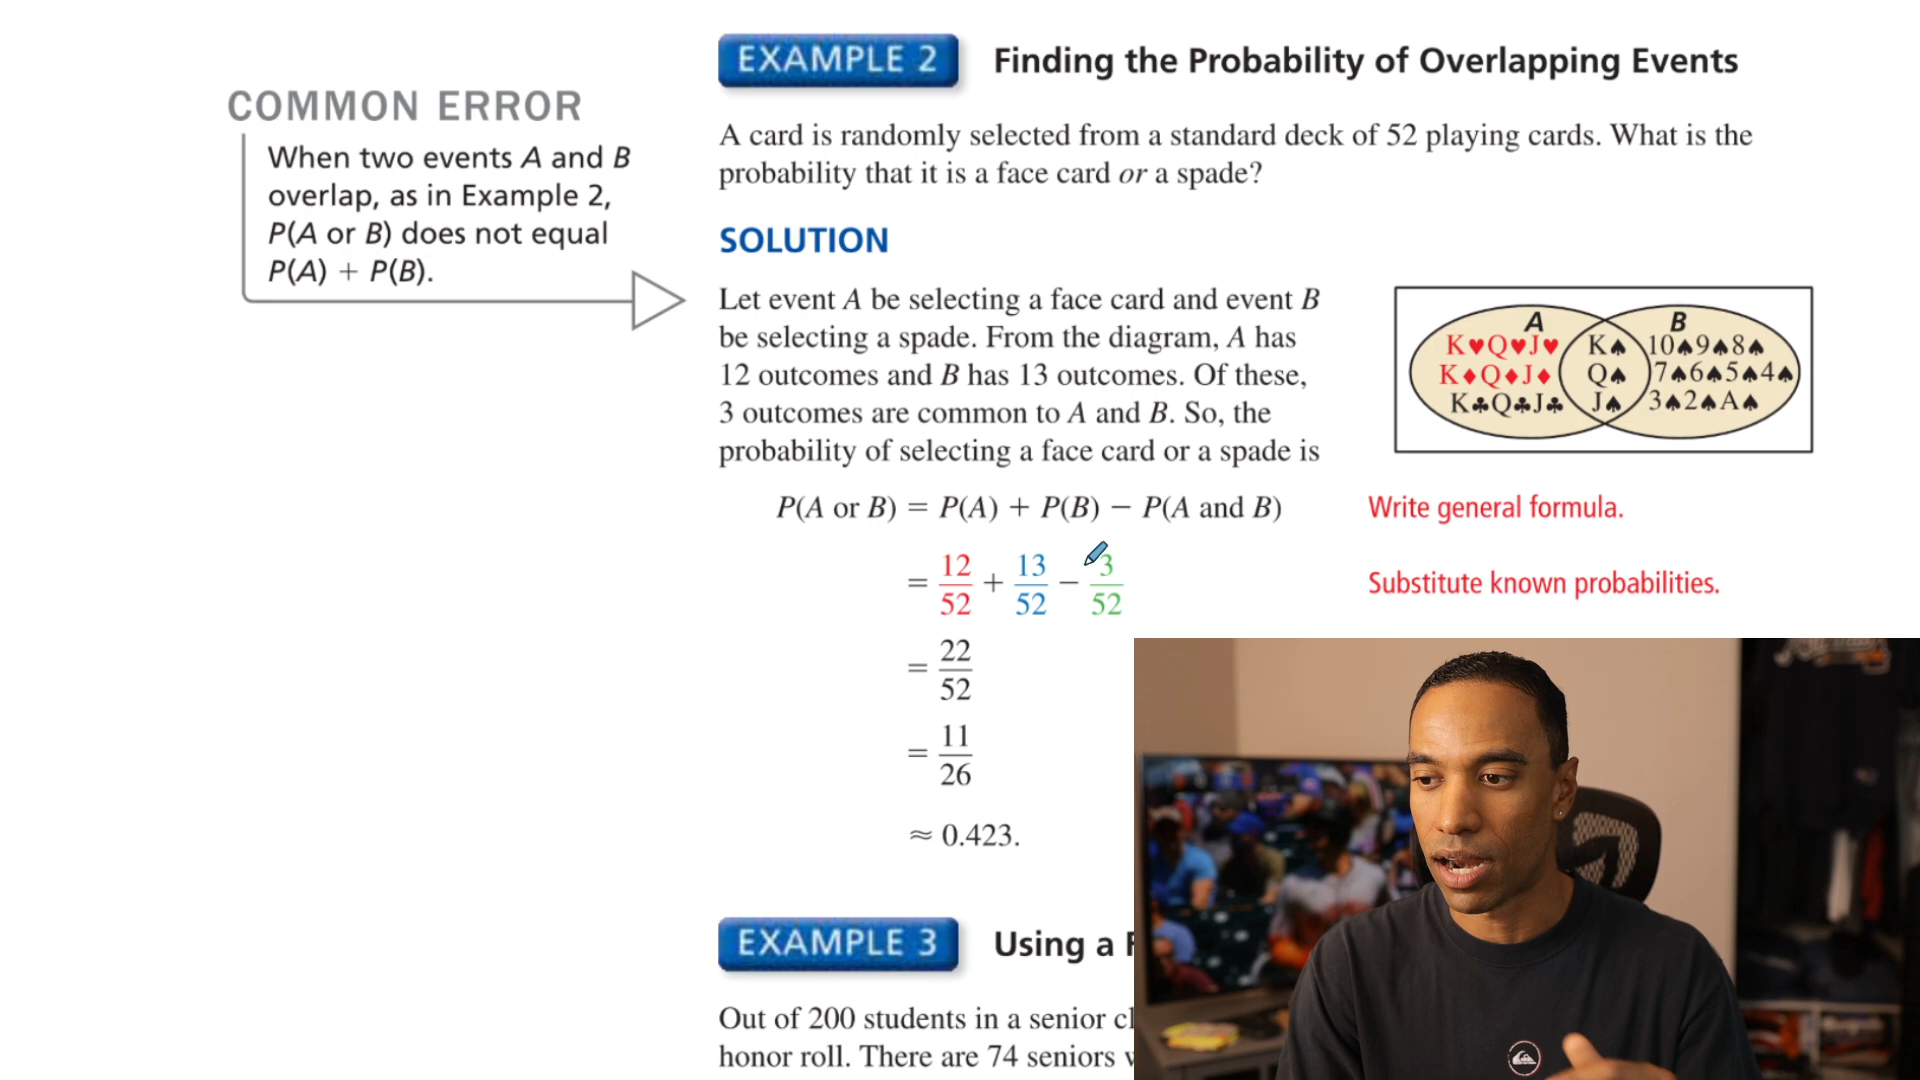 EXAMPLE 2 Finding the Probability of Overlapping Events
COMMON ERROR
When two events A and B
overlap, as in Example 2,
P(A or B) does not equal
P(A) + P(B).
A card is randomly selected from a standard deck of 52 playing cards. What is the
probability that it is a face card or a spade?
SOLUTION
Let event A be selecting a face card and event B
be selecting a spade. From the diagram, A has
12 outcomes and B has 13 outcomes. Of these,
3 outcomes are common to A and B. So, the
probability of selecting a face card or a spade is
A B
K♥Q♥J♥ K♠ 10♠9♠8♠
K♦Q♦J♦ Q♠ 7♠6♠5♠4♠
K♣Q♣J♣ J♠ 3♠2♠A♠
P(A or B) = P(A) + P(B) − P(A and B) Write general formula.
= 12/52 + 13/52 − 3/52 Substitute known probabilities.
= 22/52
= 11/26
≈ 0.423.
EXAMPLE 3 Using a
Out of 200 students in a senior
honor roll. There are 74 seniors